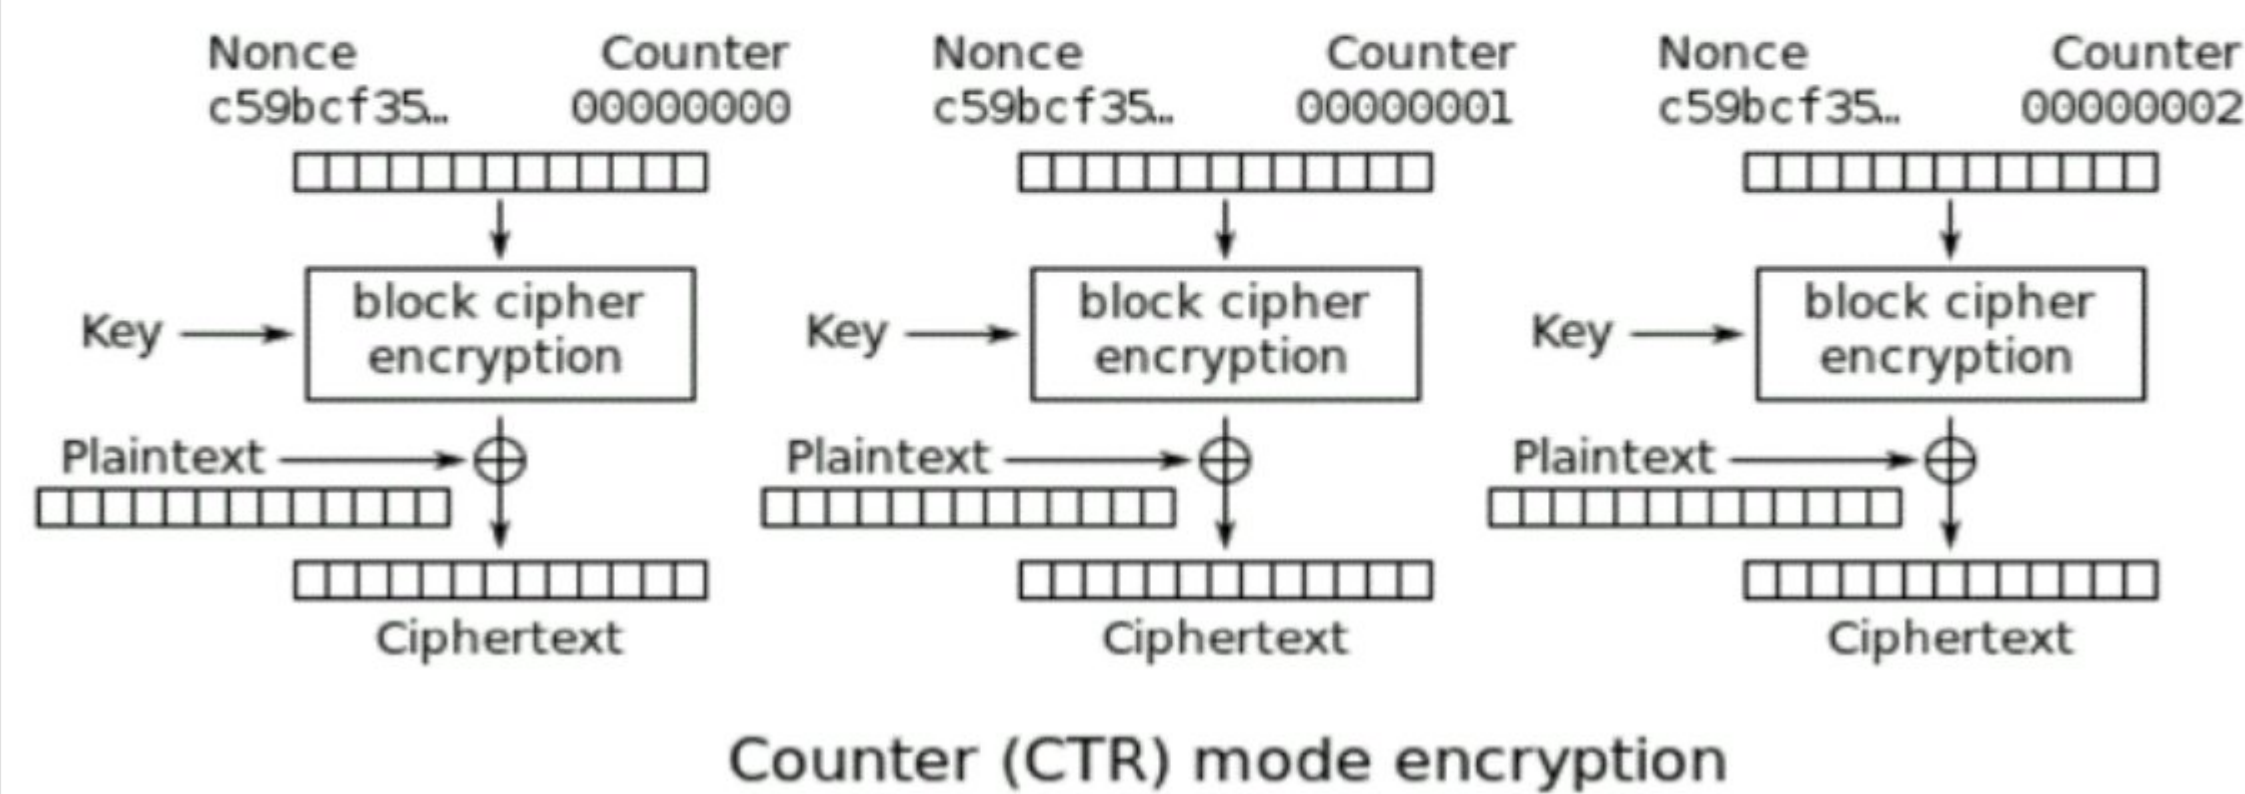 Nonce Counter Nonce Counter Nonce Counter
c59bcf35… 00000000 c59bcf35… 00000001 c59bcf35… 00000002
block cipher block cipher block cipher
Key Key Key
encryption encryption encryption
Plaintext Plaintext Plaintext
Ciphertext Ciphertext Ciphertext
Counter (CTR) mode encryption